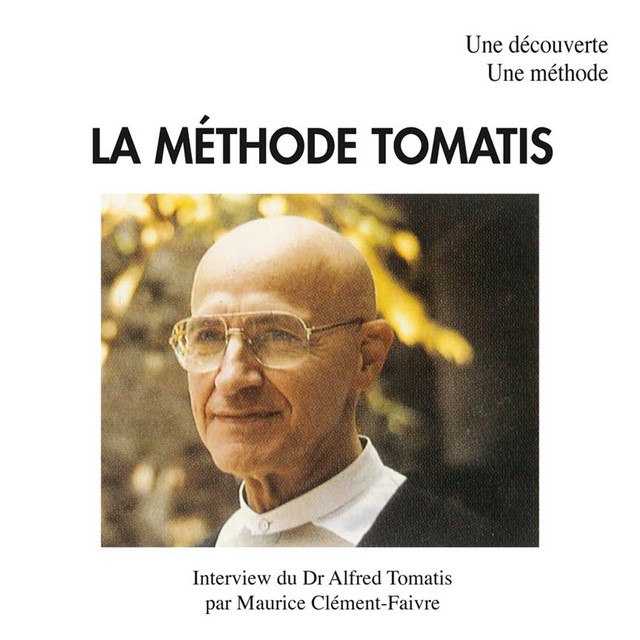 Une découverte
Une méthode
LA MÉTHODE TOMATIS
Interview du Dr Alfred Tomatis
par Maurice Clément-Faivre